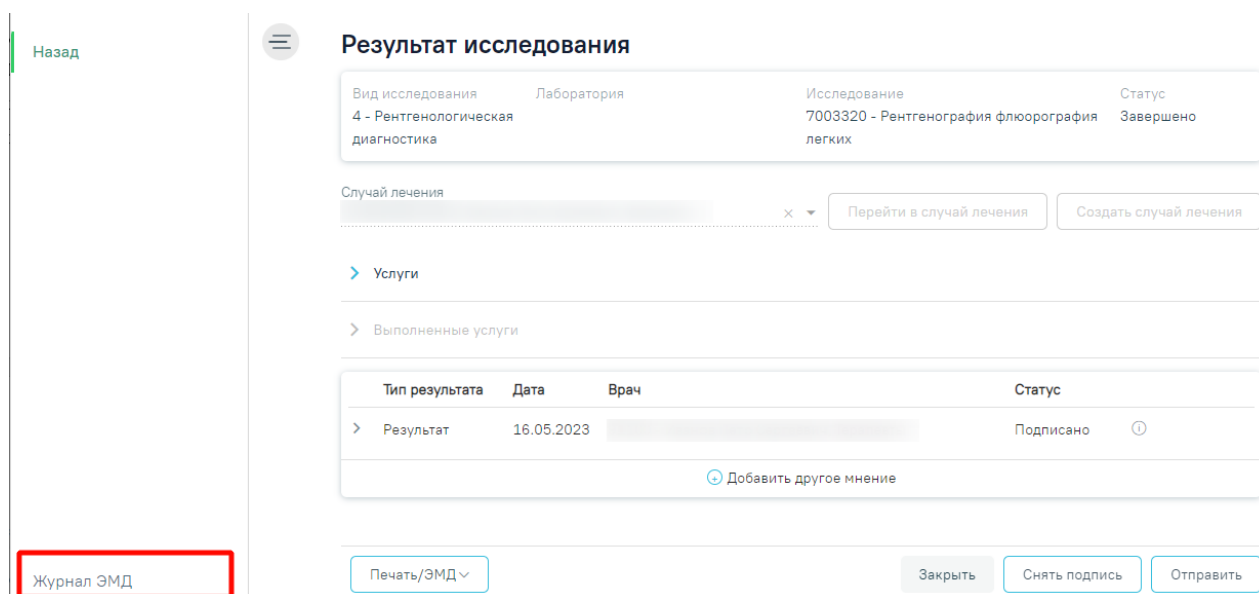 Назад
Результат исследования
Вид исследования Лаборатория Исследование Статус
4 - Рентгенологическая 7003320 - Рентгенография флюорография Завершено
диагностика легких
Случай лечения
Перейти в случай лечения Создать случай лечения
Услуги
Выполненные услуги
Тип результата Дата Врач Статус
Результат 16.05.2023 Подписано
Добавить другое мнение
Журнал ЭМД Печать/ЭМД Закрыть Снять подпись Отправить